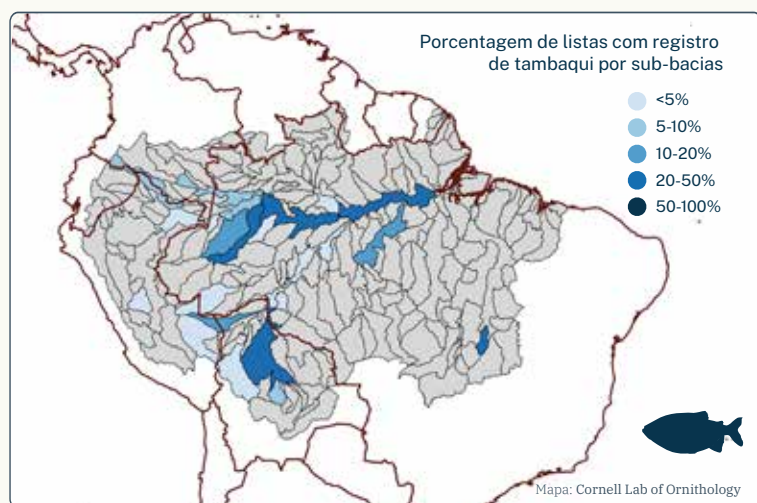 Porcentagem de listas com registro
de tambaqui por sub-bacias
<5%
5-10%
10-20%
20-50%
50-100%
Mapa: Cornell Lab of Ornithology